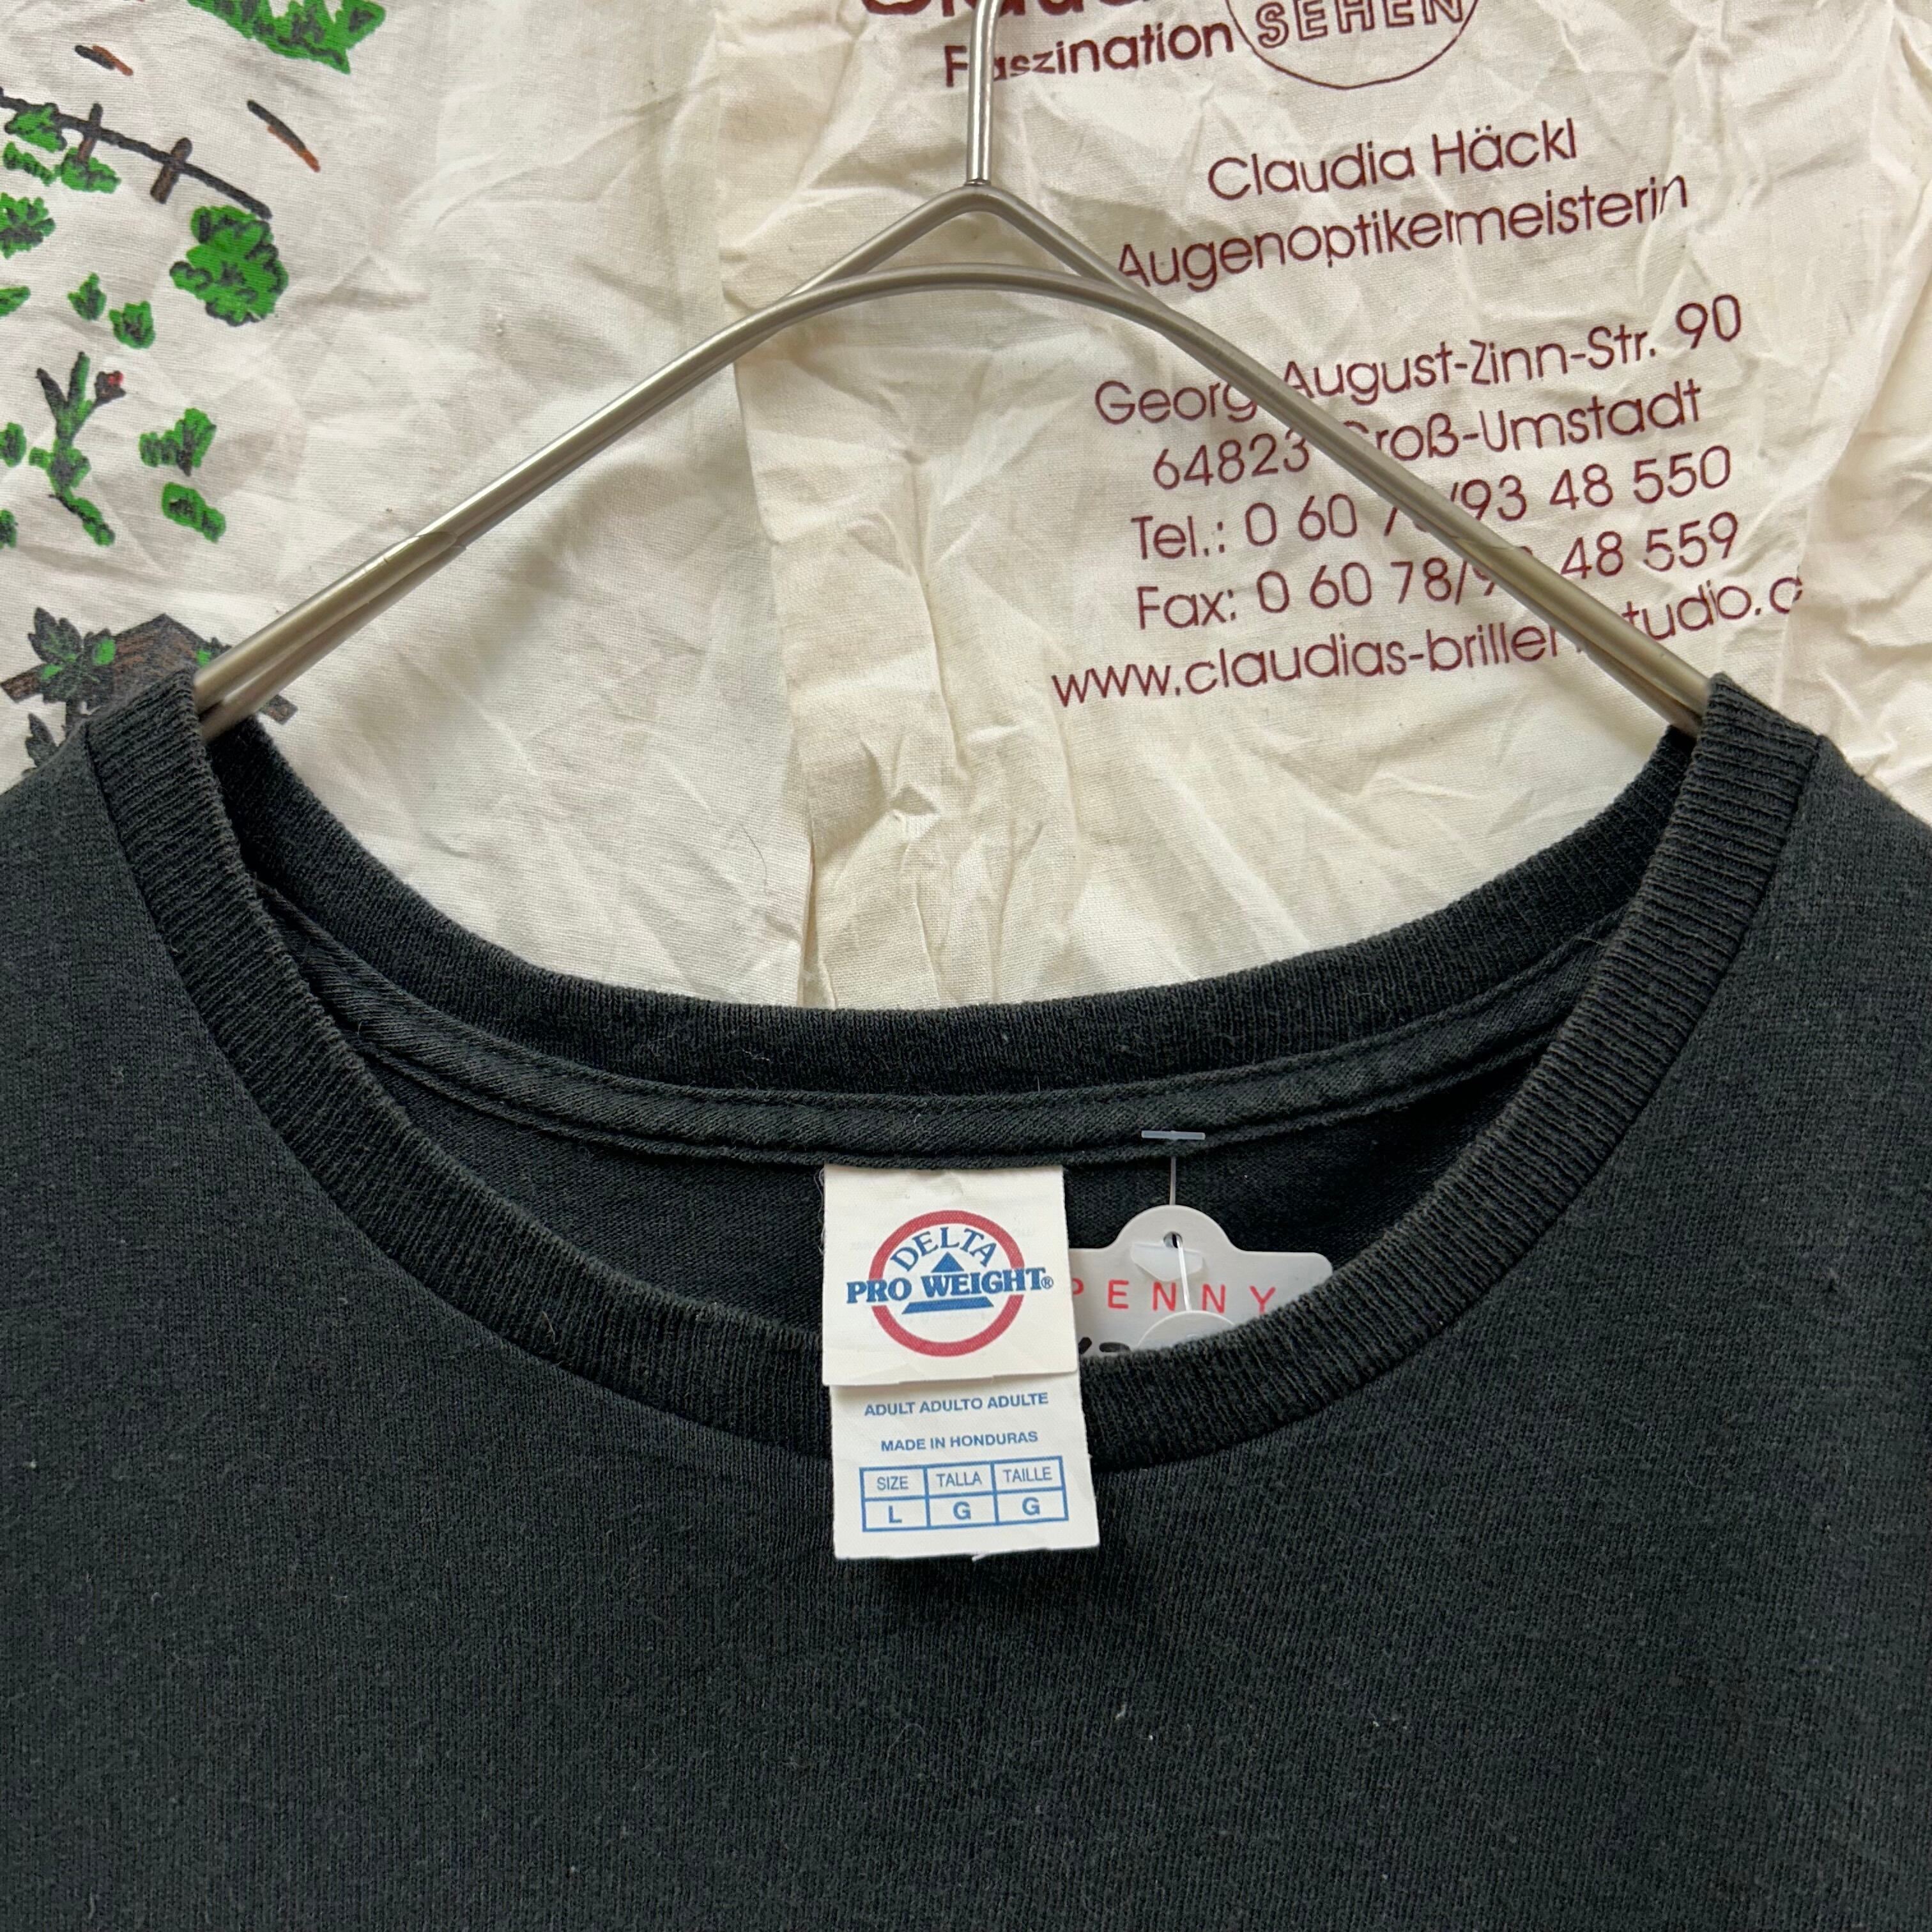 Faszination
SEHEN
Claudia Häckl
Augenoptikermeisterin
Georg August-Zinn-Str. 90
64823 Groß-Umstadt
Tel.: 0 60 /93 48 550
Fax: 0 60 78/ 48 559
www.claudias-brillen
DELTA
PRO WEIGHT®
PENNY
ADULT ADULTO ADULTE
MADE IN HONDURAS
SIZE TALLA TAILLE
L G G